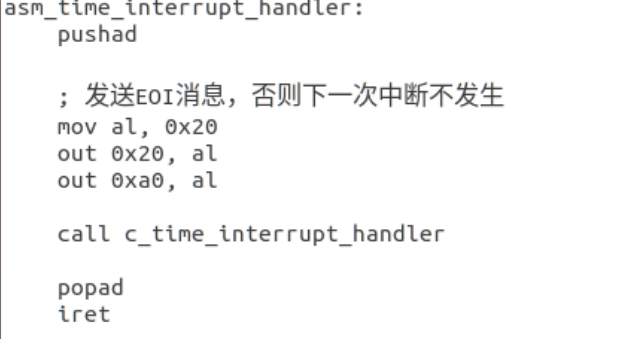 asm_time_interrupt_handler:
    pushad
    ; 发送EOI消息，否则下一次中断不发生
    mov al, 0x20
    out 0x20, al
    out 0xa0, al
    call c_time_interrupt_handler
    popad
    iret